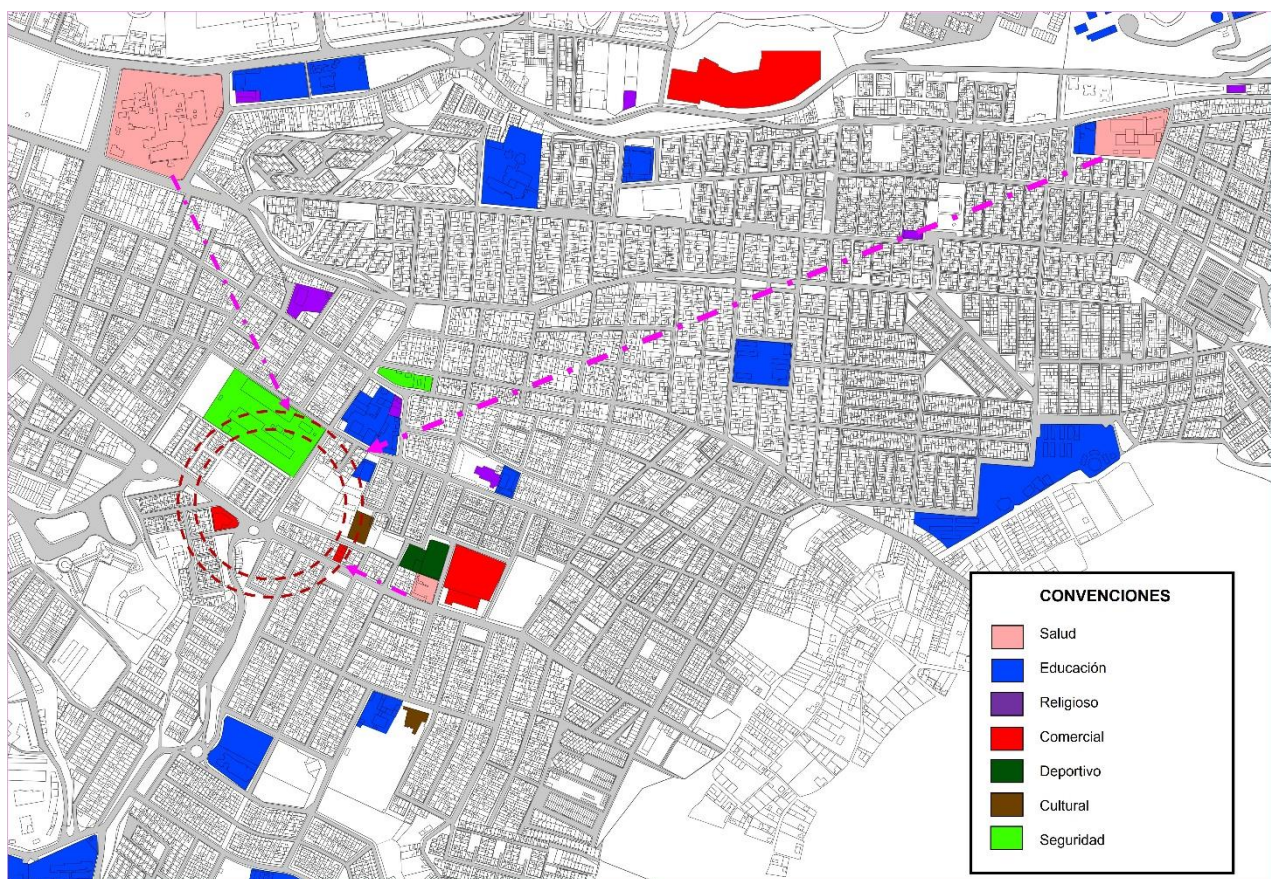 CONVENCIONES
Salud
Educación
Religioso
Comercial
Deportivo
Cultural
Seguridad